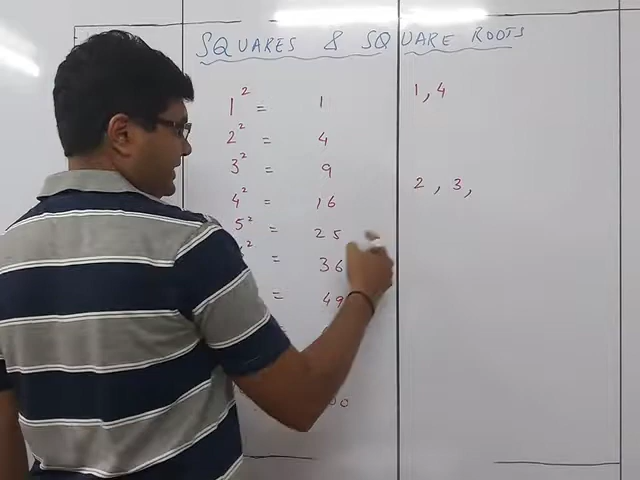 SQUARES & SQUARE ROOTS
1² = 1
2² = 4
3² = 9
4² = 16
5² = 25
² = 36
= 49
1, 4
2, 3,